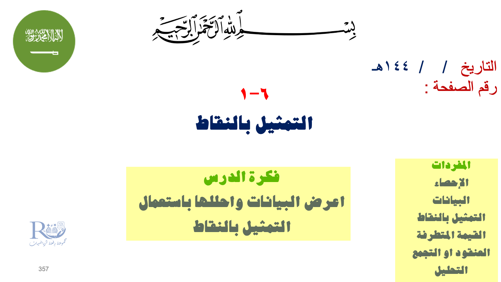 بسم الله الرحمن الرحيم
التاريخ / / ١٤٤هـ
رقم الصفحة :
٦-١
التمثيل بالنقاط
فكرة الدرس
اعرض البيانات واحللها باستعمال
التمثيل بالنقاط
المفردات
الإحصاء
البيانات
التمثيل بالنقاط
القيمة المتطرفة
العنقود او التجمع
التحليل
357